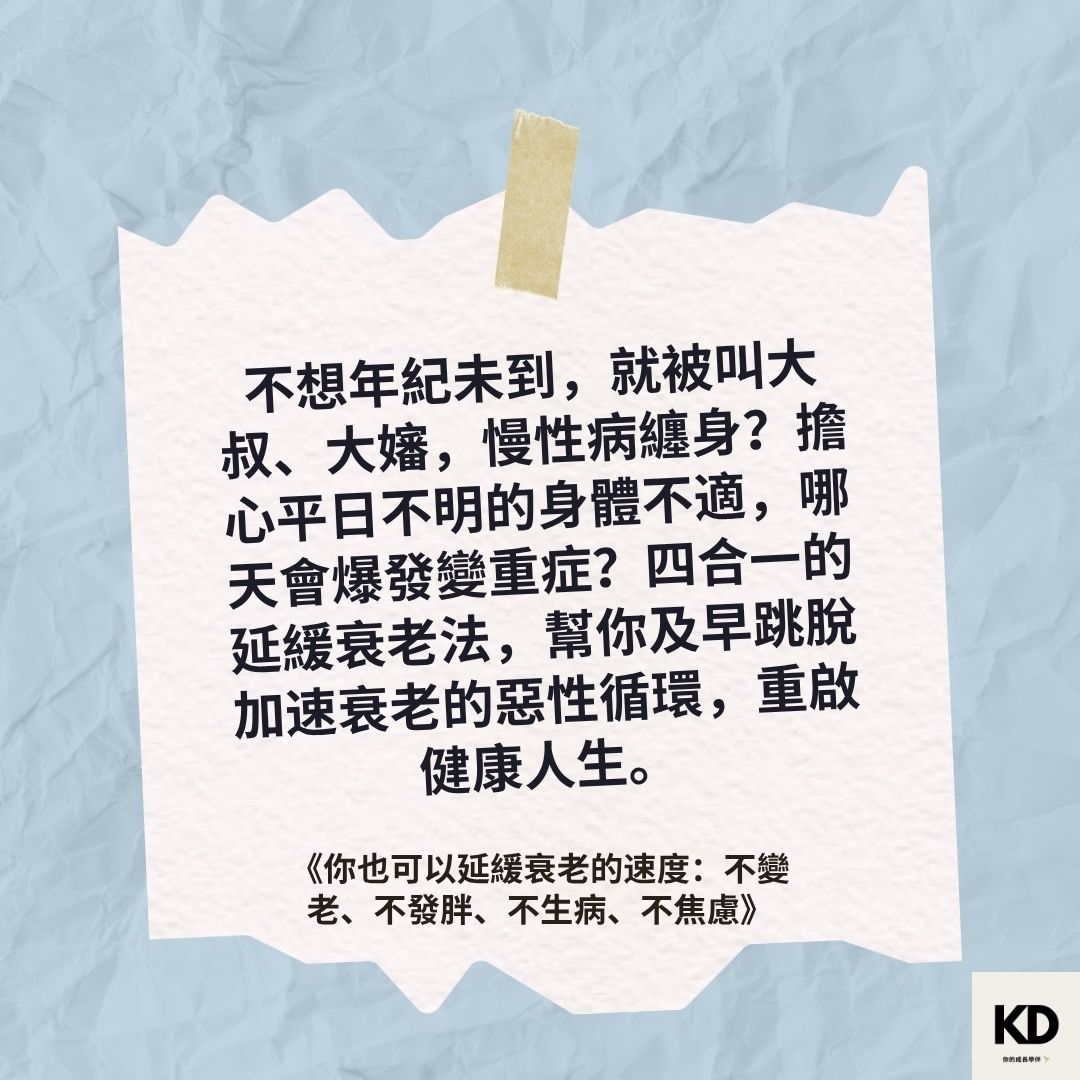 不想年紀未到，就被叫大
叔、大嬸，慢性病纏身？擔
心平日不明的身體不適，哪
天會爆發變重症？四合一的
延緩衰老法，幫你及早跳脫
加速衰老的惡性循環，重啟
健康人生。
《你也可以延緩衰老的速度：不變
老、不發胖、不生病、不焦慮》
KD
你的成長學伴